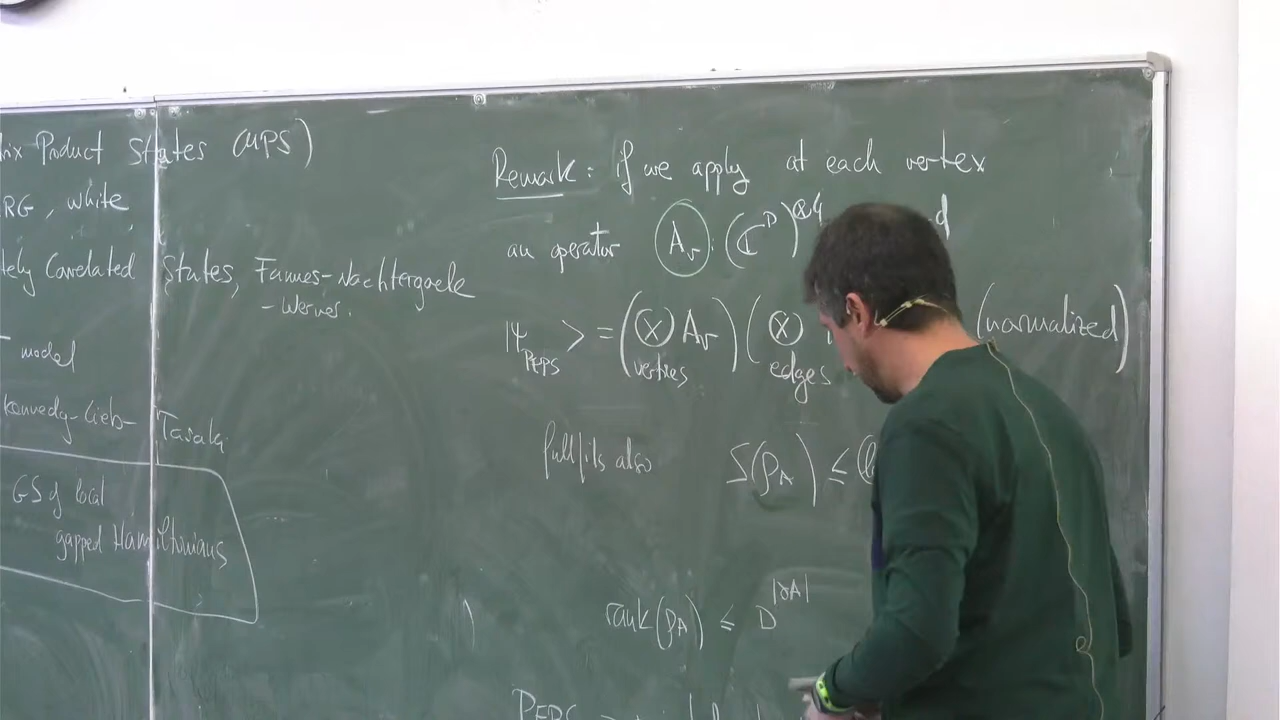 rix Product States (MPS)
RG, white
tely Correlated States, Fannes-Nachtergaele
- Werner.
model
Kennedy-Lieb-Tasaki
GS of local
gapped Hamiltonians
Remark: if we apply at each vertex
an operator A_v: (ℂ^D)^{⊗4} d
|ψ_PEPS> = (⊗_{vertices} A_v)(⊗_{edges} (normalized)
fullfils also S(ρ_A) ≤
rank(ρ_A) ≤ D^{|∂A|}
PEPS